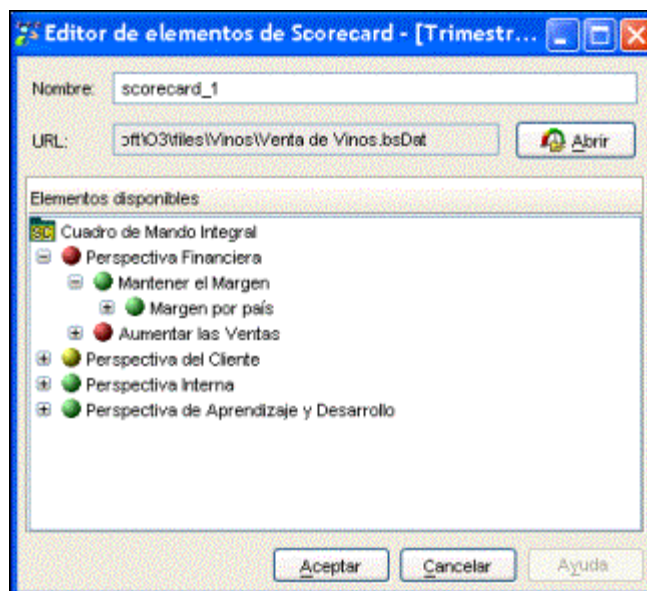 Editor de elementos de Scorecard - [Trimestr...
Nombre: scorecard_1
URL: oft\O3\files\Vinos\Venta de Vinos.bsDat Abrir
Elementos disponibles
SC Cuadro de Mando Integral
Perspectiva Financiera
Mantener el Margen
Margen por país
Aumentar las Ventas
Perspectiva del Cliente
Perspectiva Interna
Perspectiva de Aprendizaje y Desarrollo
Aceptar Cancelar Ayuda